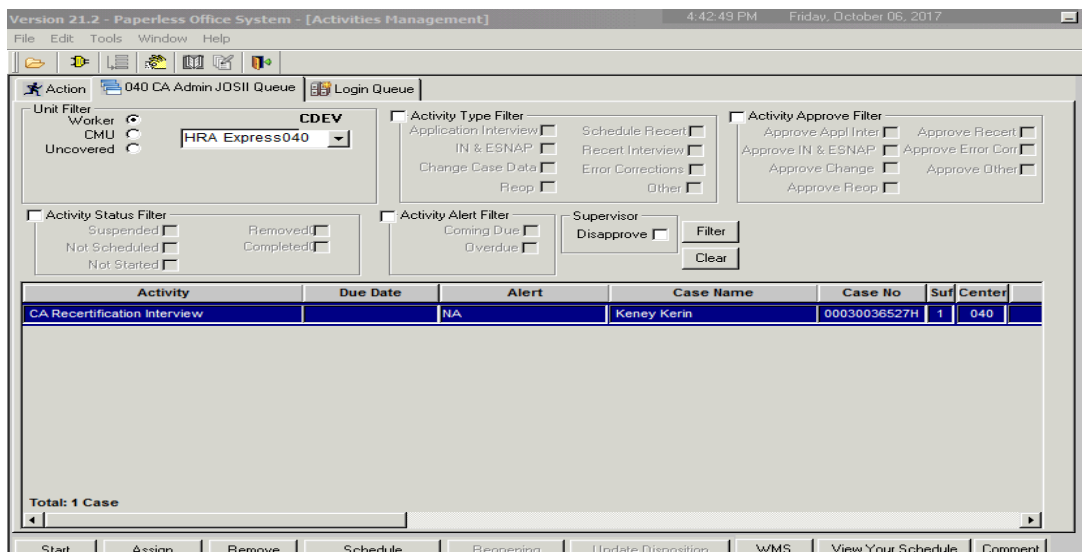 Version 21.2 - Paperless Office System - [Activities Management] 4:42:49 PM Friday, October 06, 2017
File Edit Tools Window Help
Action 040 CA Admin JOSII Queue Login Queue
Unit Filter
Worker CDEV
CMU HRA Express040
Uncovered
Activity Type Filter
Application Interview Schedule Recert
IN & ESNAP Recert Interview
Change Case Data Error Corrections
Reop Other
Activity Approve Filter
Approve Appl Inter Approve Recert
Approve IN & ESNAP Approve Error Corr
Approve Change Approve Other
Approve Reop
Activity Status Filter
Suspended Removed
Not Scheduled Completed
Not Started
Activity Alert Filter
Coming Due
Overdue
Supervisor
Disapprove
Filter
Clear
Activity Due Date Alert Case Name Case No Suf Center
CA Recertification Interview NA Keney Kerin 00030036527H 1 040
Total: 1 Case
Start Assign Remove Schedule Reopening Update Disposition WMS View Your Schedule Comment